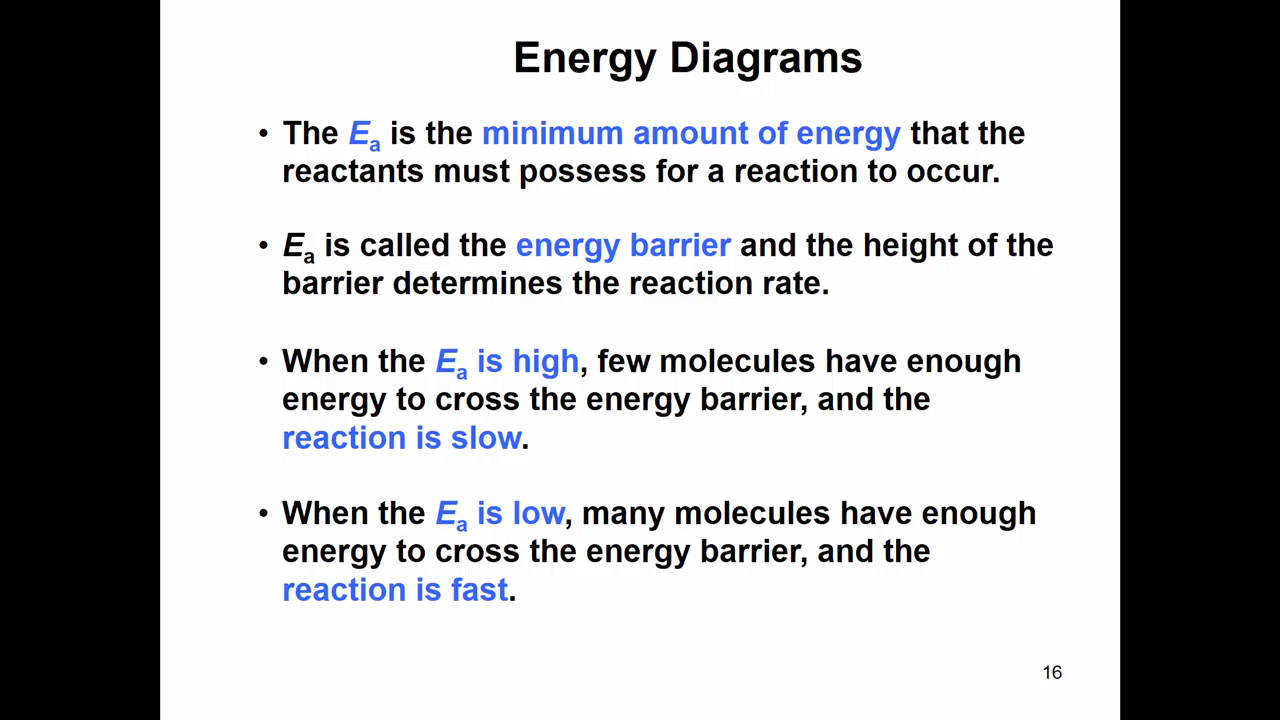 Energy Diagrams
• The Ea is the minimum amount of energy that the
reactants must possess for a reaction to occur.
• Ea is called the energy barrier and the height of the
barrier determines the reaction rate.
• When the Ea is high, few molecules have enough
energy to cross the energy barrier, and the
reaction is slow.
• When the Ea is low, many molecules have enough
energy to cross the energy barrier, and the
reaction is fast.
16